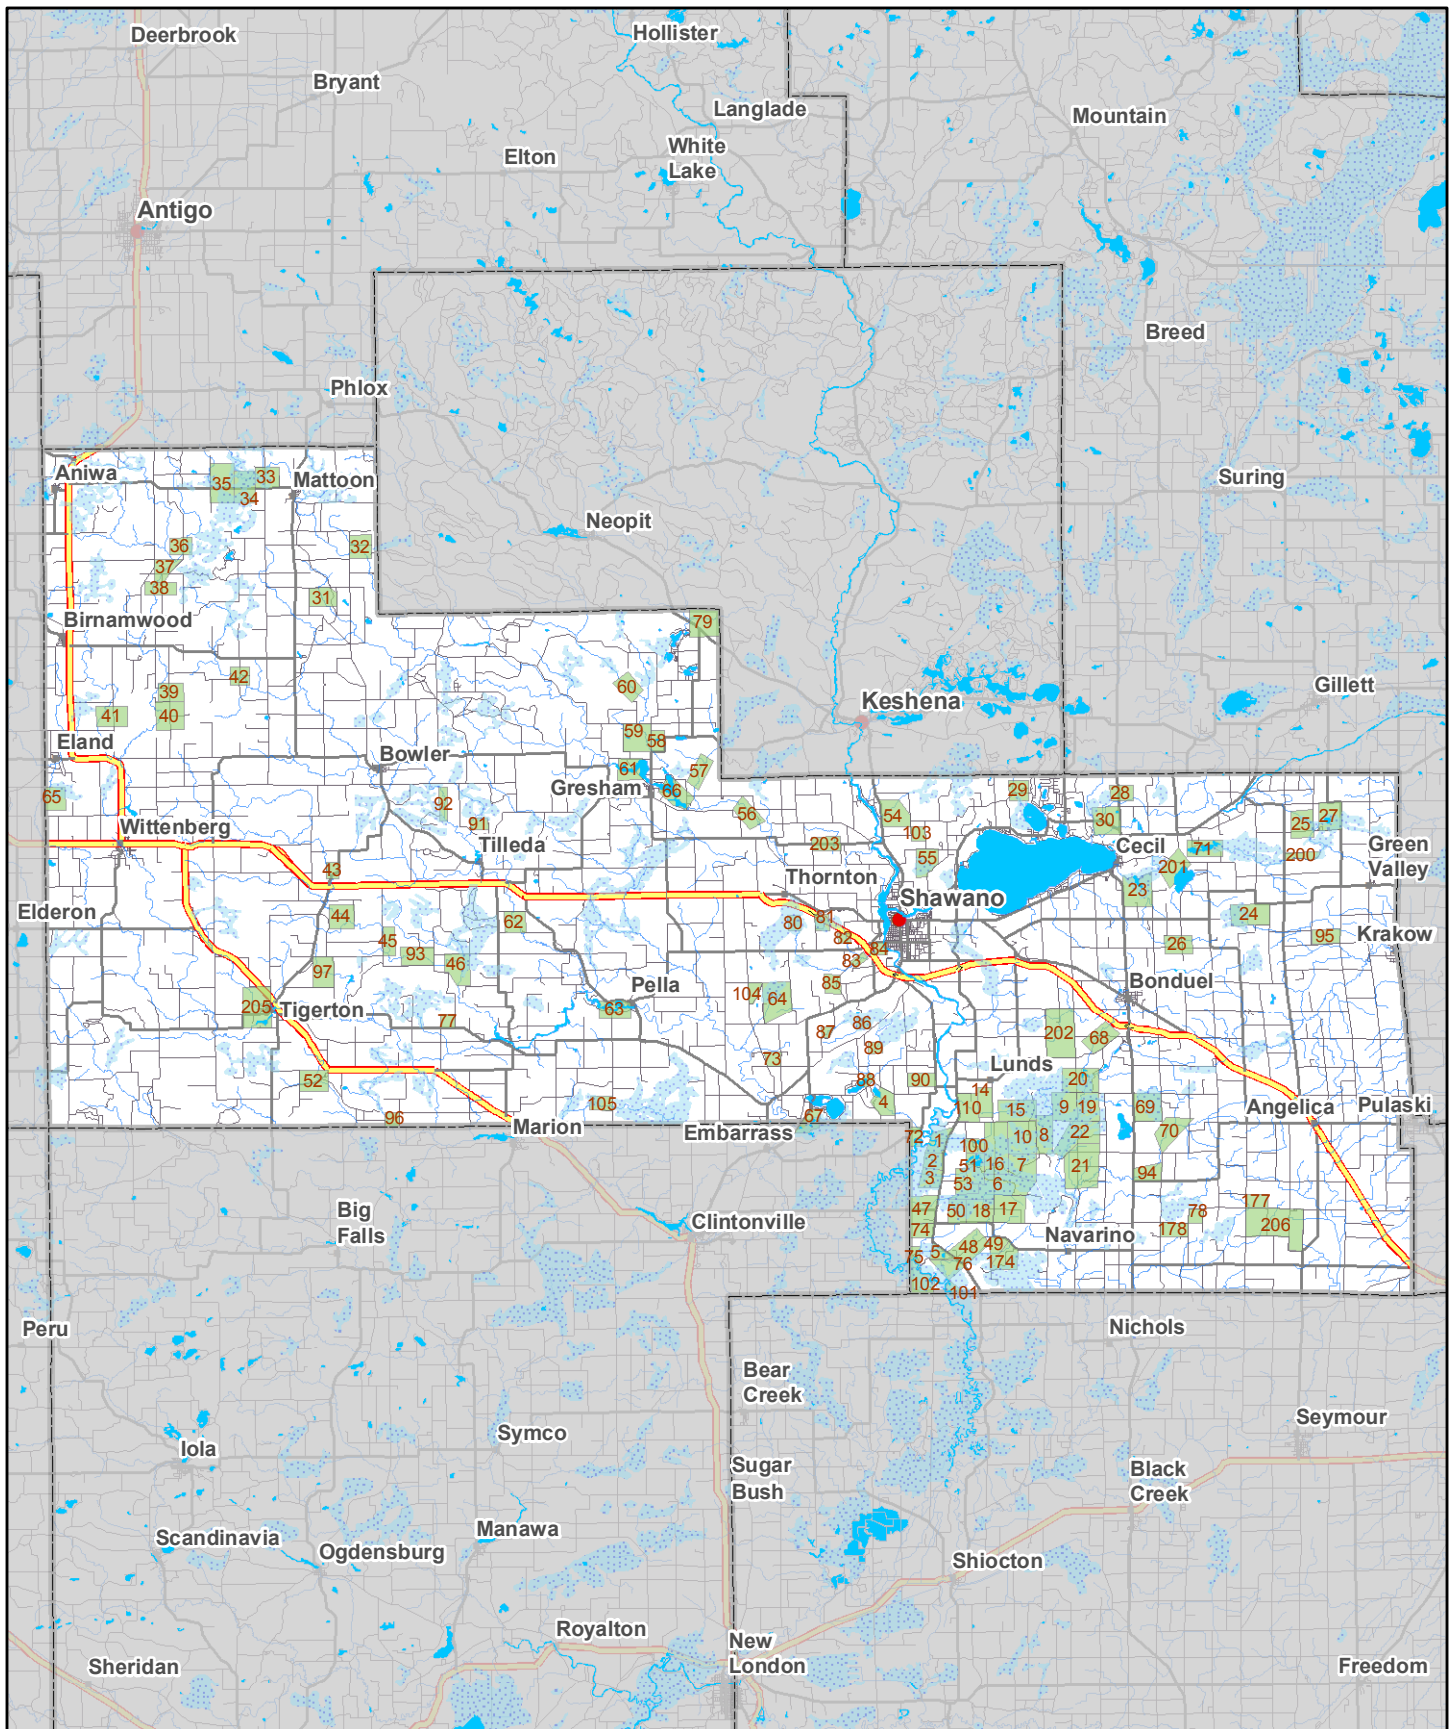 Deerbrook
Hollister
Bryant
Langlade
Mountain
White
Lake
Elton
Antigo
Breed
Phlox
Suring
Aniwa
35
33
34
Mattoon
Neopit
36
32
37
38
31
Birnamwood
79
42
60
39
40
41
Gillett
Keshena
59
58
Eland
Bowler
61
57
65
Gresham
66
92
29
28
56
54
30
27
25
Wittenberg
91
103
Tilleda
203
55
Cecil
71
201
200
Green
Valley
43
Thornton
23
Shawano
Elderon
44
62
80
81
24
82
84
95
Krakow
45
93
46
26
83
97
85
Pella
104
64
Bonduel
205
Tigerton
63
77
87
86
202
68
89
73
Lunds
52
88
90
20
14
4
96
105
67
110
15
9
19
69
Angelica
Pulaski
Marion
Embarrass
72
1
100
10
8
22
70
2
51
16
7
21
94
3
53
6
Big
Falls
Clintonville
47
50
18
17
177
78
74
178
206
Navarino
75
5
48
49
76
174
102
101
Peru
Nichols
Bear
Creek
Seymour
Iola
Symco
Sugar
Bush
Black
Creek
Scandinavia
Manawa
Ogdensburg
Shiocton
Royalton
New
London
Sheridan
Freedom